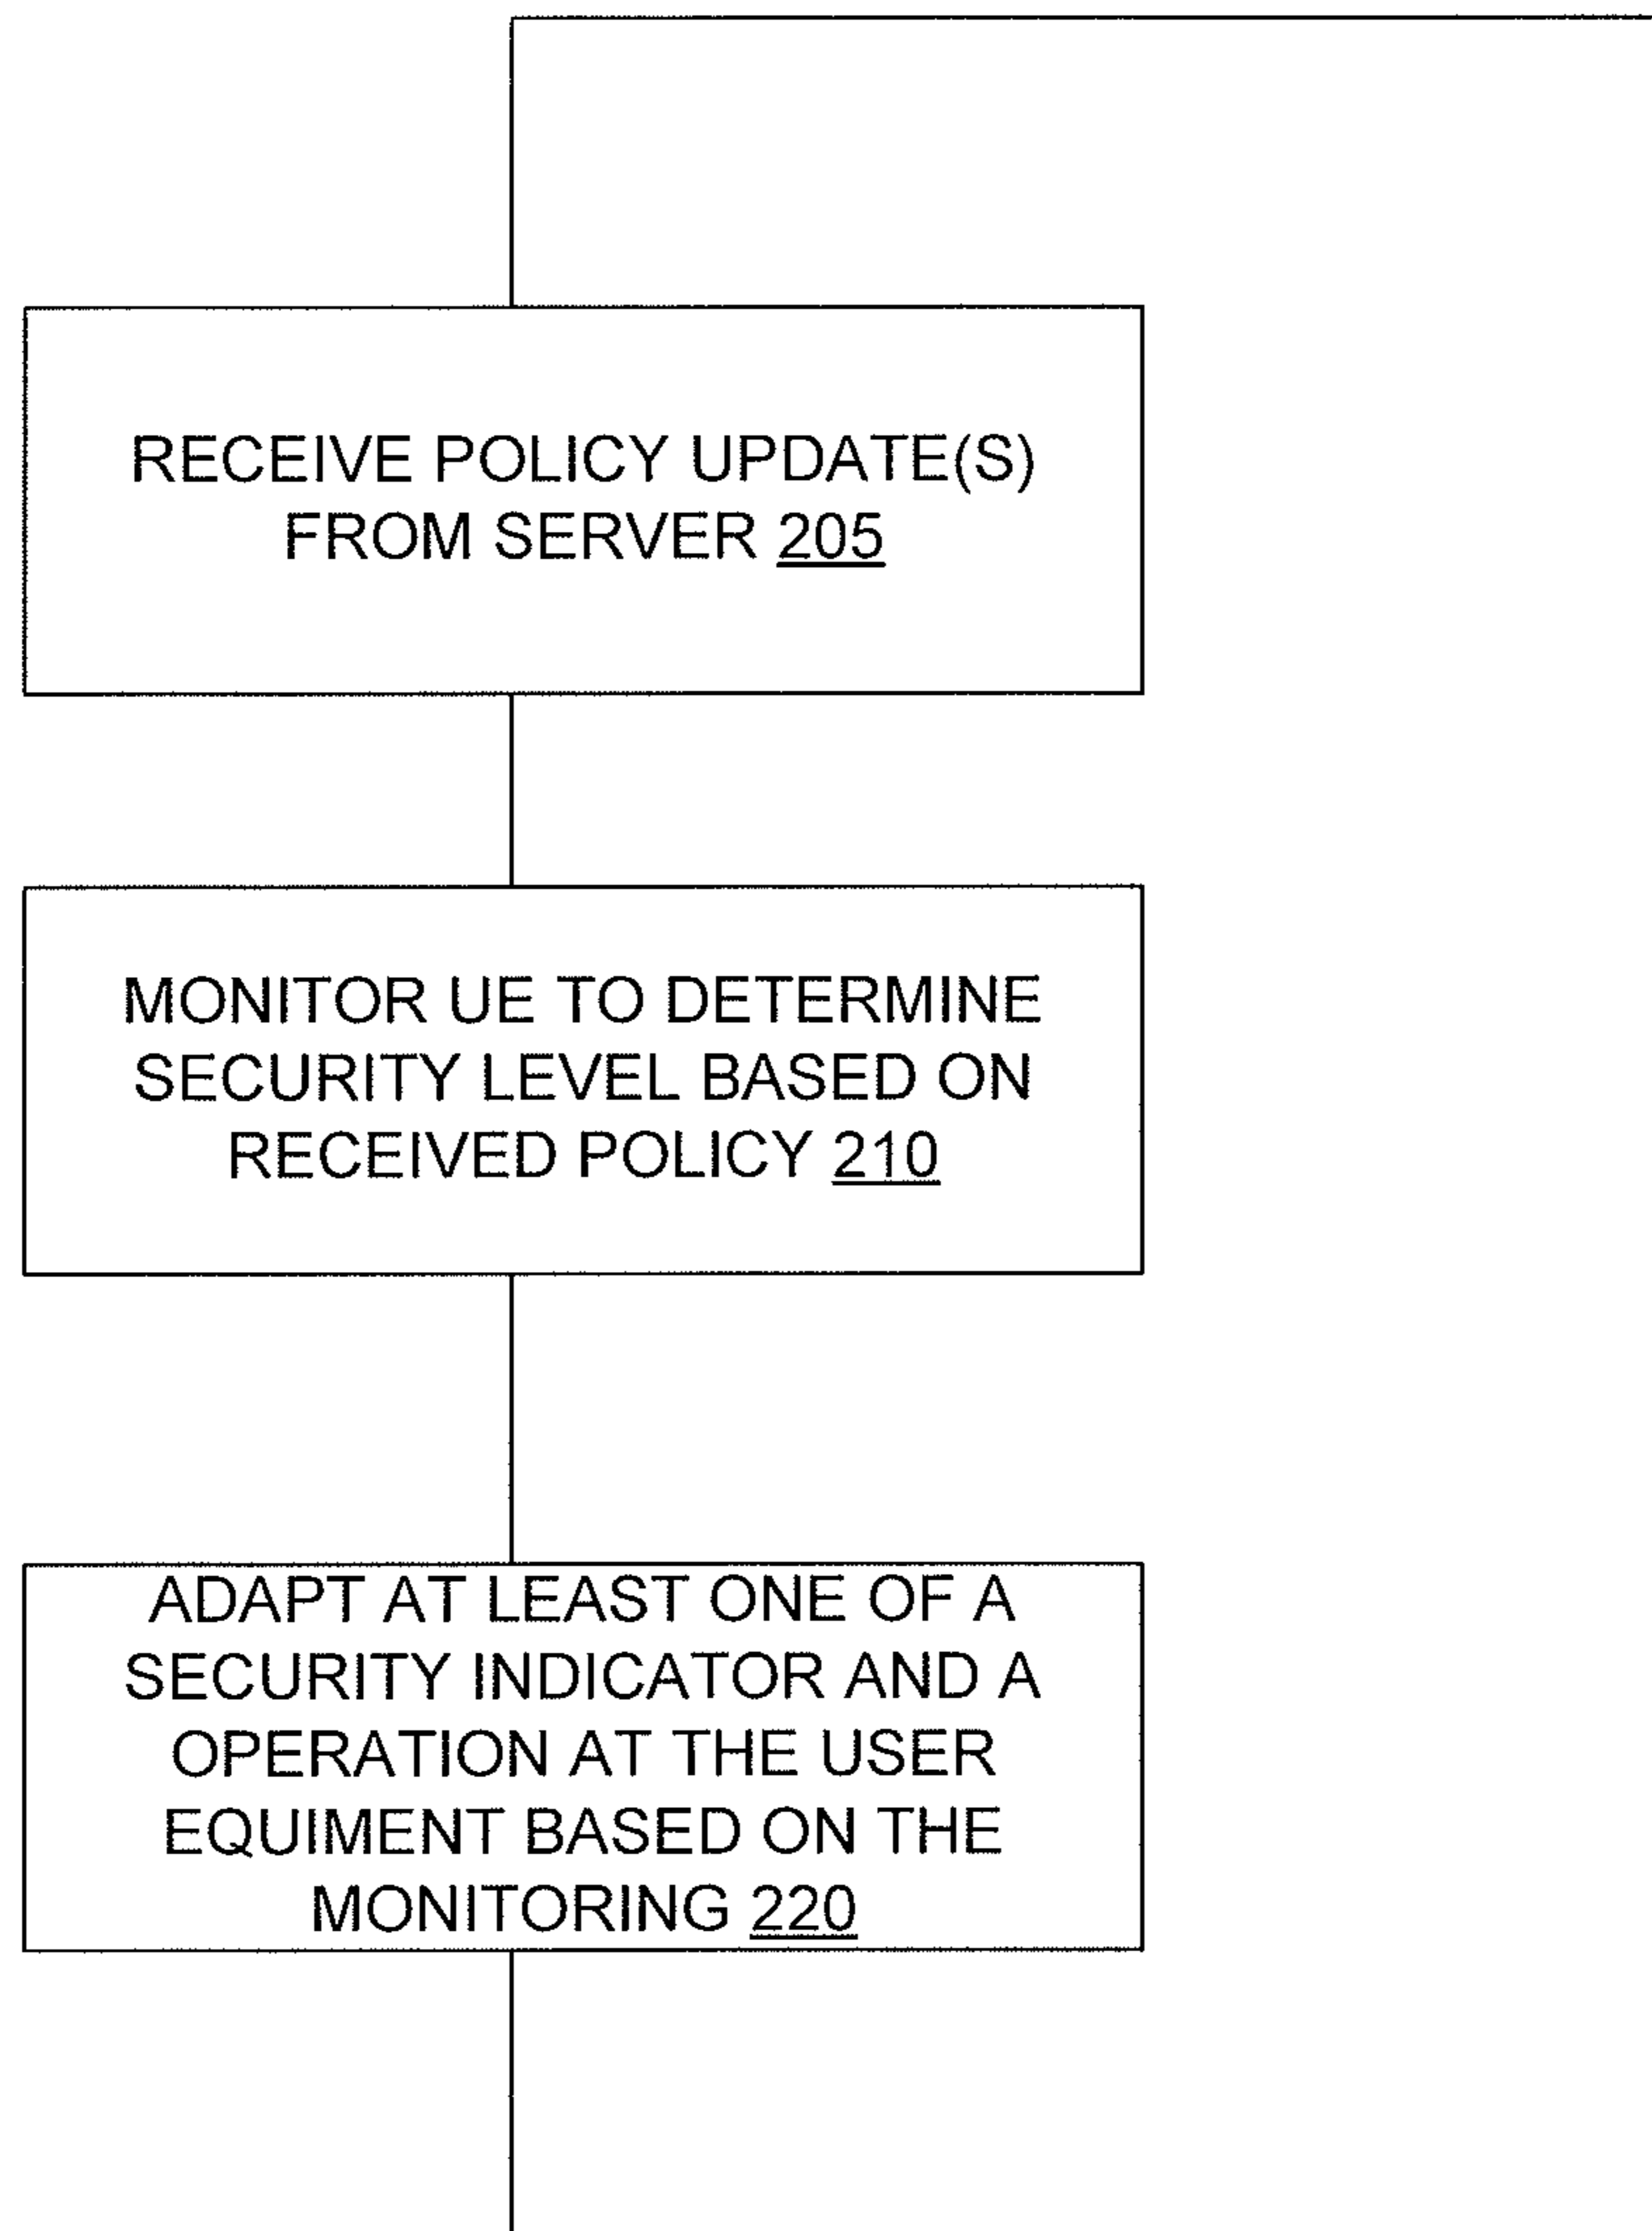 RECEIVE POLICY UPDATE(S)
FROM SERVER 205
MONITOR UE TO DETERMINE
SECURITY LEVEL BASED ON
RECEIVED POLICY 210
ADAPT AT LEAST ONE OF A
SECURITY INDICATOR AND A
OPERATION AT THE USER
EQUIMENT BASED ON THE
MONITORING 220